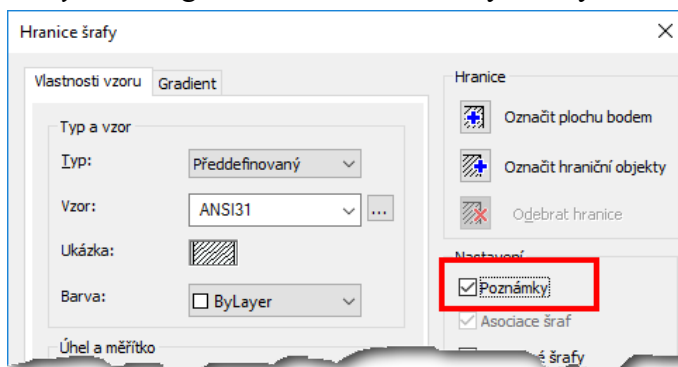 Hranice šrafy
Vlastnosti vzoru Gradient
Typ a vzor
Typ: Předdefinovaný
Vzor: ANSI31 ...
Ukázka:
Barva: ByLayer
Úhel a měřítko
Hranice
Označit plochu bodem
Označit hraniční objekty
Odebrat hranice
Nastavení
Poznámky
Asociace šraf
šrafy